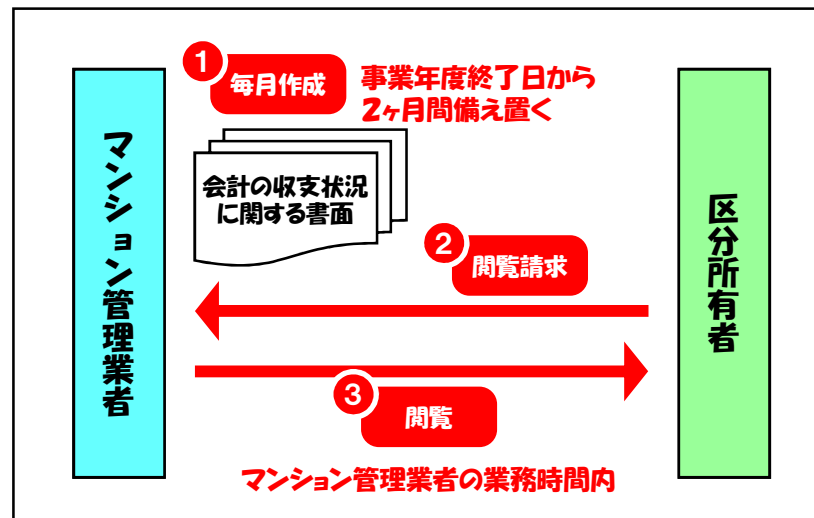 1
毎月作成
事業年度終了日から
2ヶ月間備え置く
マンション管理業者
会計の収支状況
に関する書面
区分所有者
2
閲覧請求
3
閲覧
マンション管理業者の業務時間内